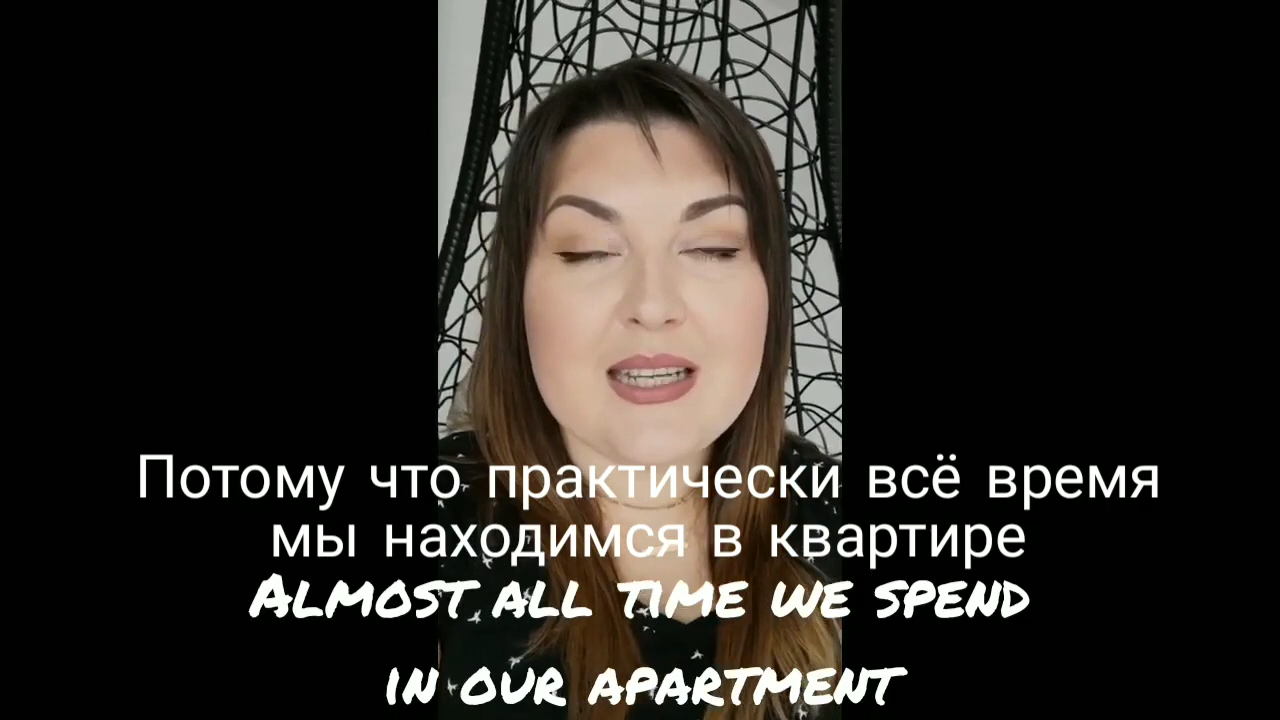 Потому что практически всё время
мы находимся в квартире
ALMOST ALL TIME WE SPEND
IN OUR APARTMENT